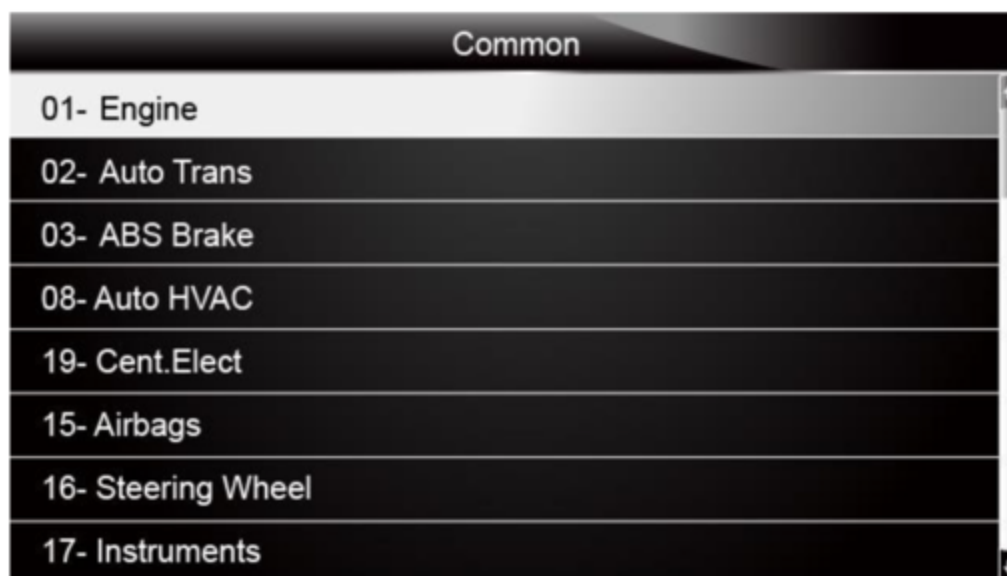 Common
01- Engine
02- Auto Trans
03- ABS Brake
08- Auto HVAC
19- Cent.Elect
15- Airbags
16- Steering Wheel
17- Instruments